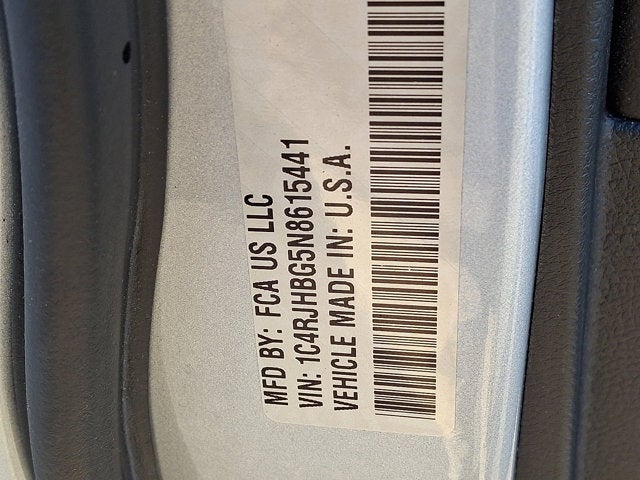 MFD BY: FCA US LLC
VIN: 1C4RJHBG5N8615441
VEHICLE MADE IN: U.S.A.